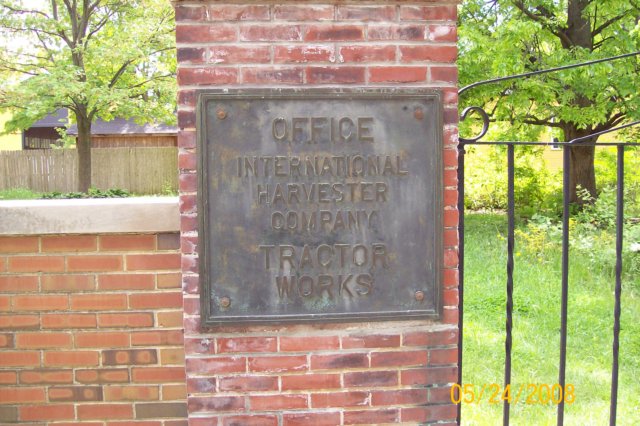 OFFICE
INTERNATIONAL
HARVESTER
COMPANY
TRACTOR
WORKS
05/24/2008